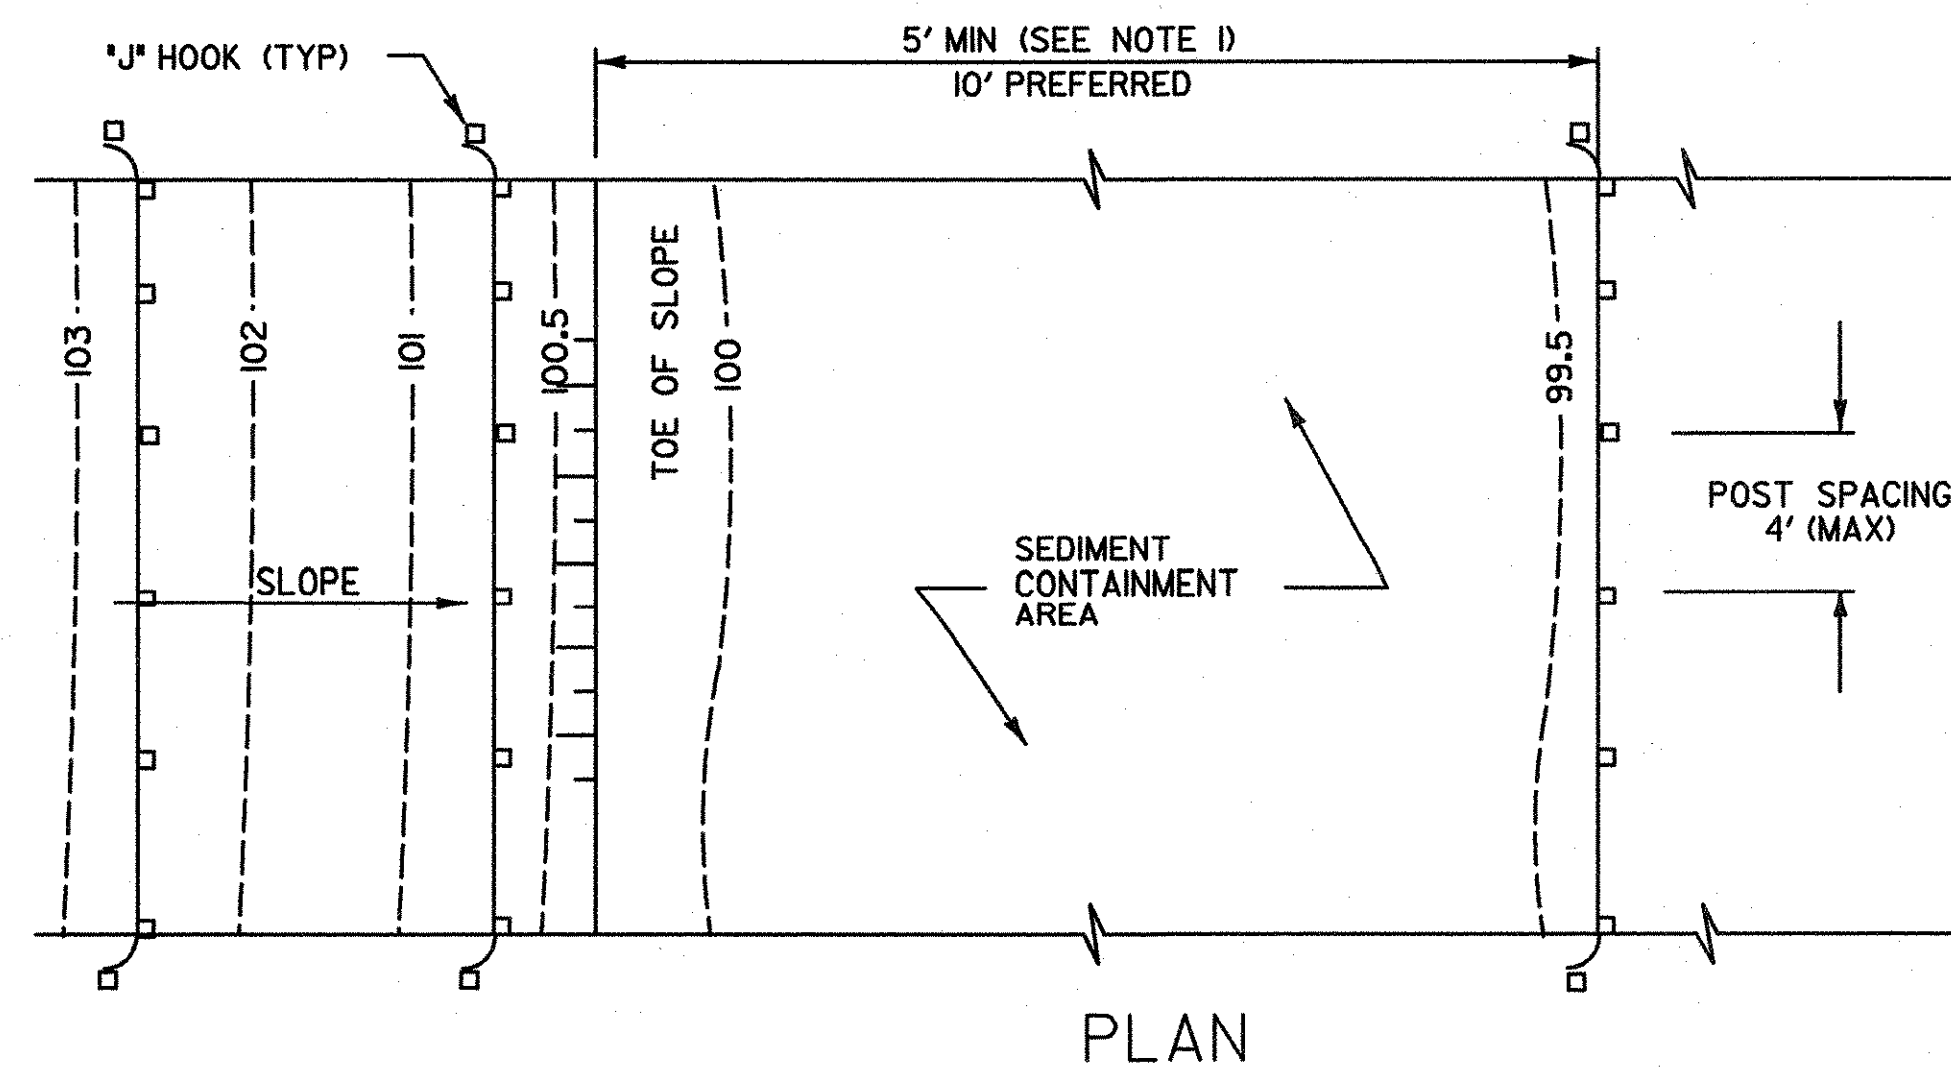 "J" HOOK (TYP)
5' MIN (SEE NOTE 1)
10' PREFERRED
103
102
101
100.5
TOE OF SLOPE
100
99.5
SLOPE
SEDIMENT
CONTAINMENT
AREA
POST SPACING
4' (MAX)
PLAN